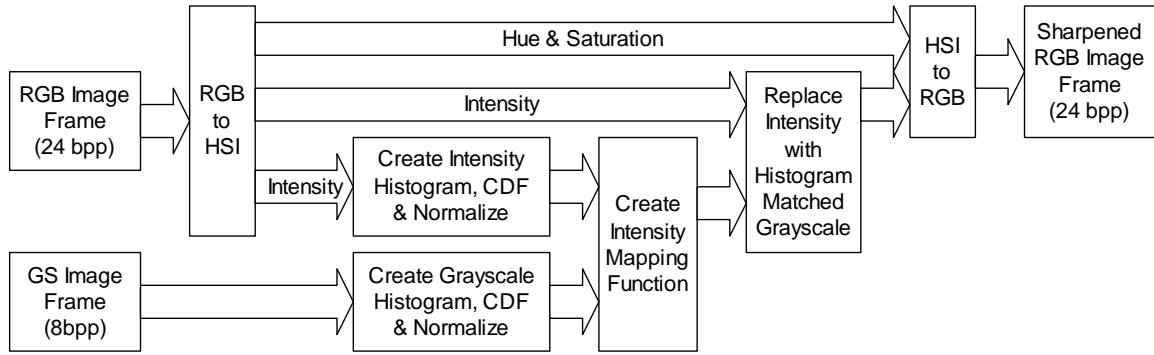 RGB Image
Frame
(24 bpp)
RGB
to
HSI
Hue & Saturation
Intensity
Intensity
Create Intensity
Histogram, CDF
& Normalize
GS Image
Frame
(8bpp)
Create Grayscale
Histogram, CDF
& Normalize
Create
Intensity
Mapping
Function
Replace
Intensity
with
Histogram
Matched
Grayscale
HSI
to
RGB
Sharpened
RGB Image
Frame
(24 bpp)